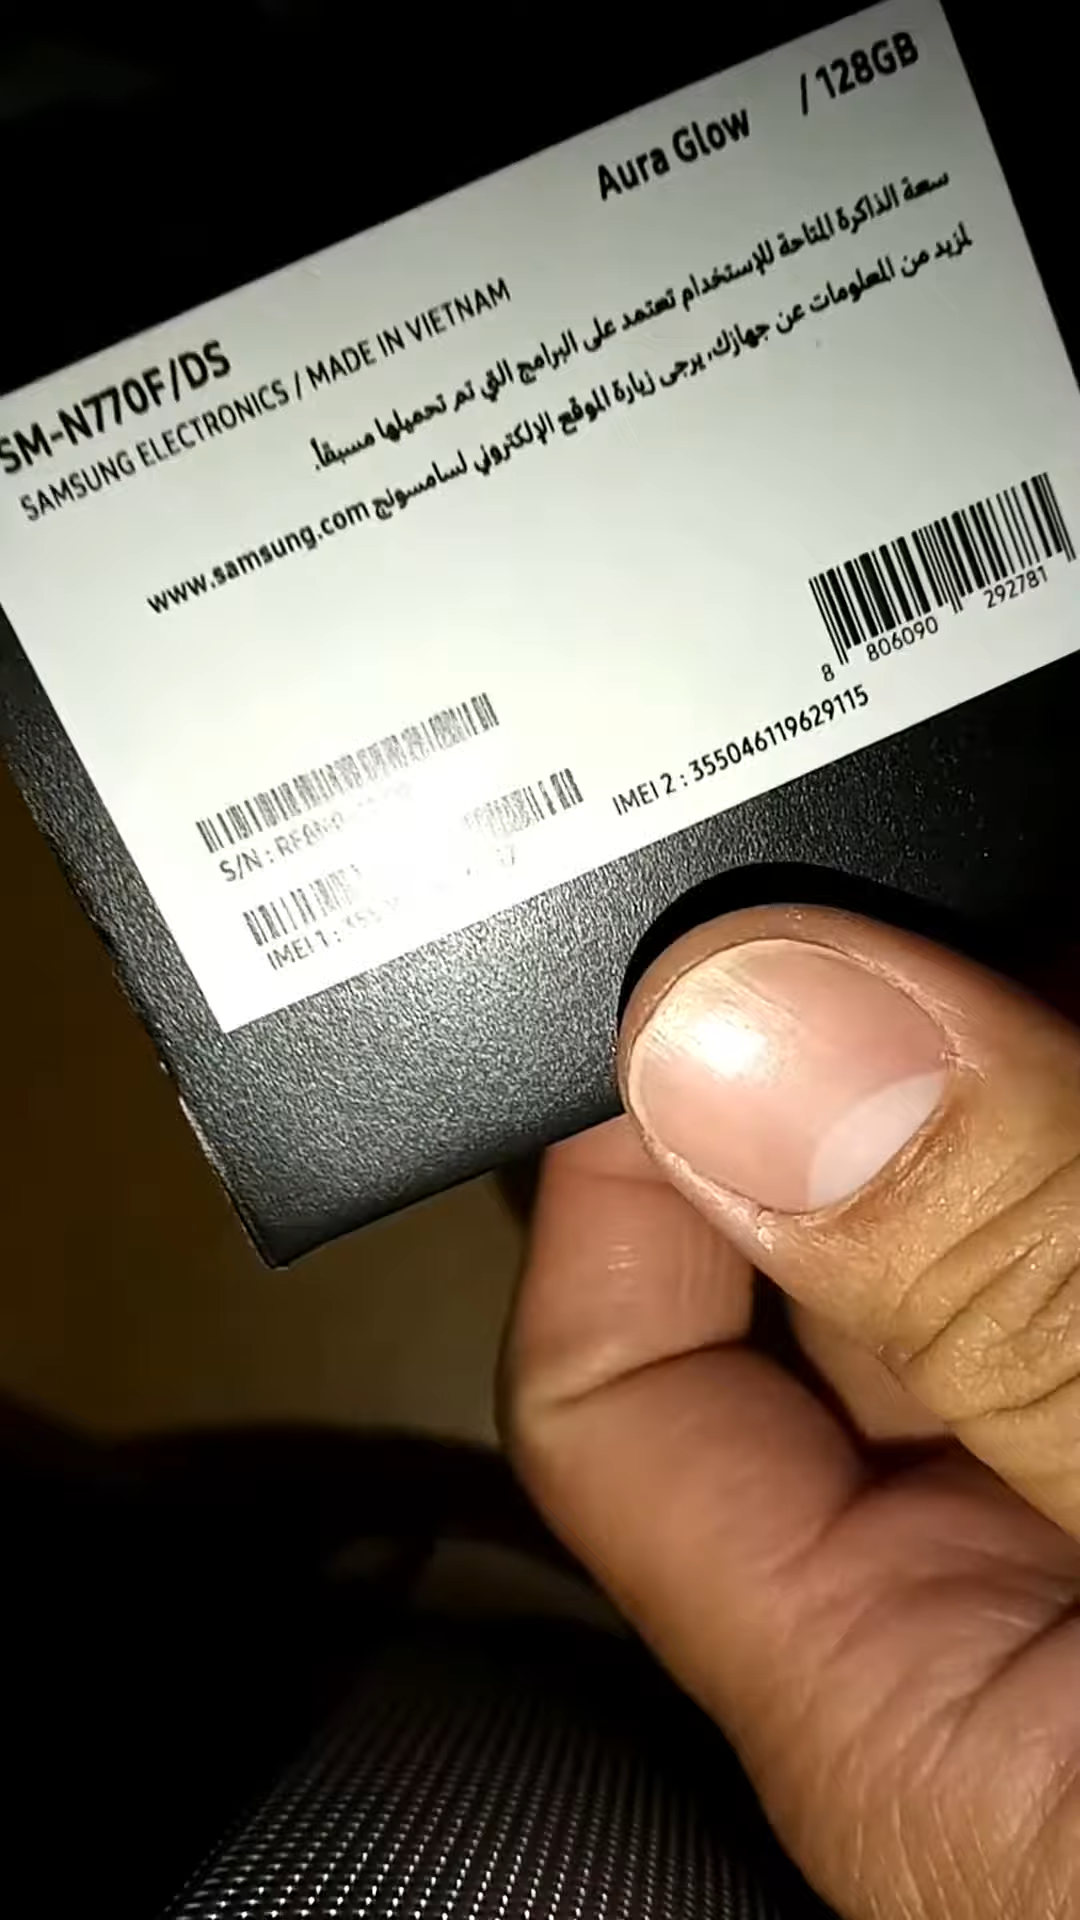 Aura Glow / 128GB
SM-N770F/DS
SAMSUNG ELECTRONICS / MADE IN VIETNAM
سعة الذاكرة المتاحة للإستخدام تعتمد على البرامج التي تم تحميلها مسبقاً.
لمزيد من المعلومات عن جهازك, يرجى زيارة الموقع الإلكتروني لسامسونج www.samsung.com
8 806090 292781
S/N :
IMEI 1 :
IMEI 2 : 355046119629115